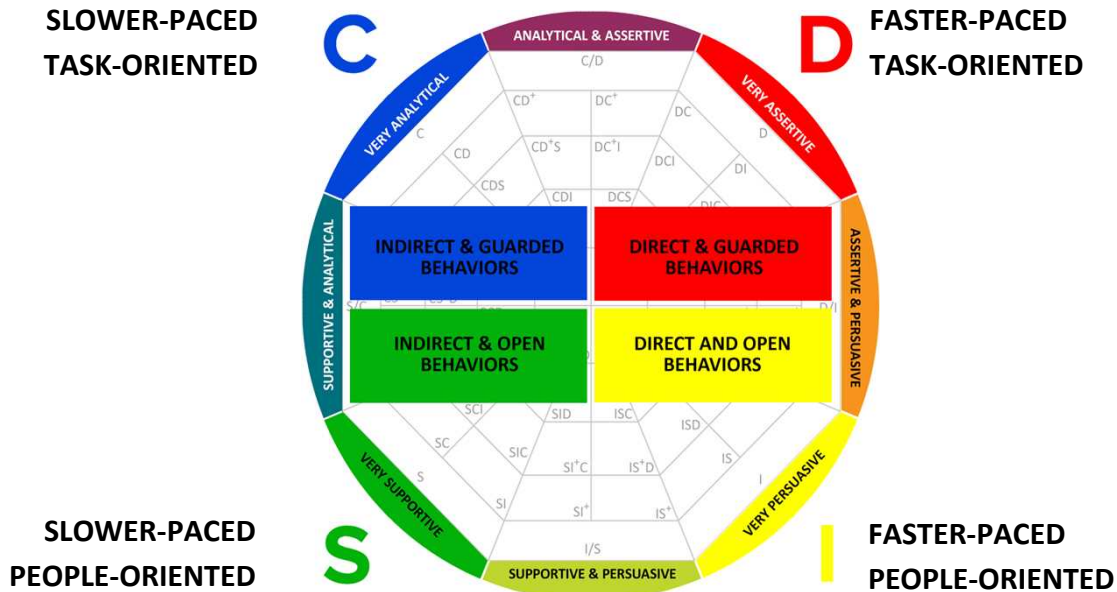 SLOWER-PACED
TASK-ORIENTED
C
D
FASTER-PACED
TASK-ORIENTED
ANALYTICAL & ASSERTIVE
C/D
VERY ANALYTICAL
VERY ASSERTIVE
CD⁺
DC⁺
DC
C
D
CD
CD⁺S
DC⁺I
DCI
DI
CDS
CDI
DCS
SUPPORTIVE & ANALYTICAL
INDIRECT & GUARDED
BEHAVIORS
DIRECT & GUARDED
BEHAVIORS
ASSERTIVE & PERSUASIVE
S/C
D/I
INDIRECT & OPEN
BEHAVIORS
DIRECT AND OPEN
BEHAVIORS
SCI
SID
ISC
ISD
SC
SIC
SI⁺C
IS⁺D
IS
S
I
VERY SUPPORTIVE
VERY PERSUASIVE
SI
SI⁺
IS⁺
I/S
SUPPORTIVE & PERSUASIVE
SLOWER-PACED
PEOPLE-ORIENTED
S
I
FASTER-PACED
PEOPLE-ORIENTED